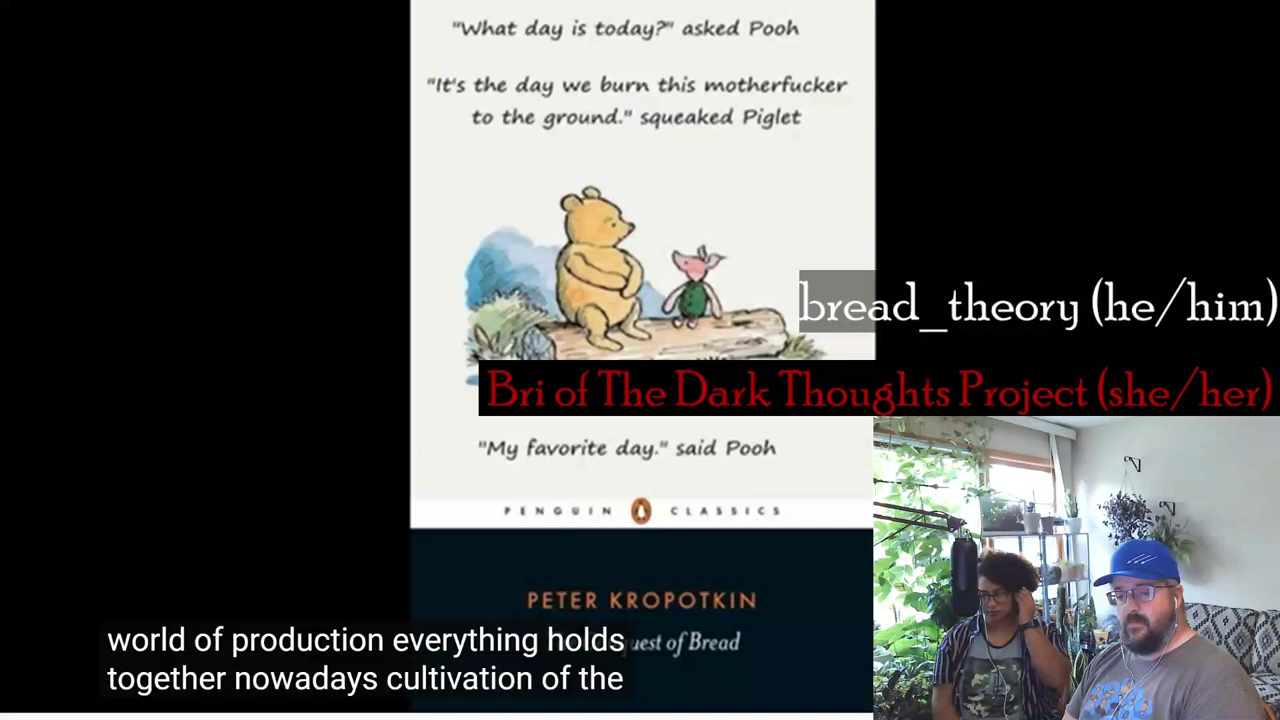 "What day is today?" asked Pooh
"It's the day we burn this motherfucker
to the ground." squeaked Piglet
bread_theory (he/him)
Bri of The Dark Thoughts Project (she/her)
"My favorite day." said Pooh
PENGUIN CLASSICS
PETER KROPOTKIN
uest of Bread
world of production everything holds
together nowadays cultivation of the